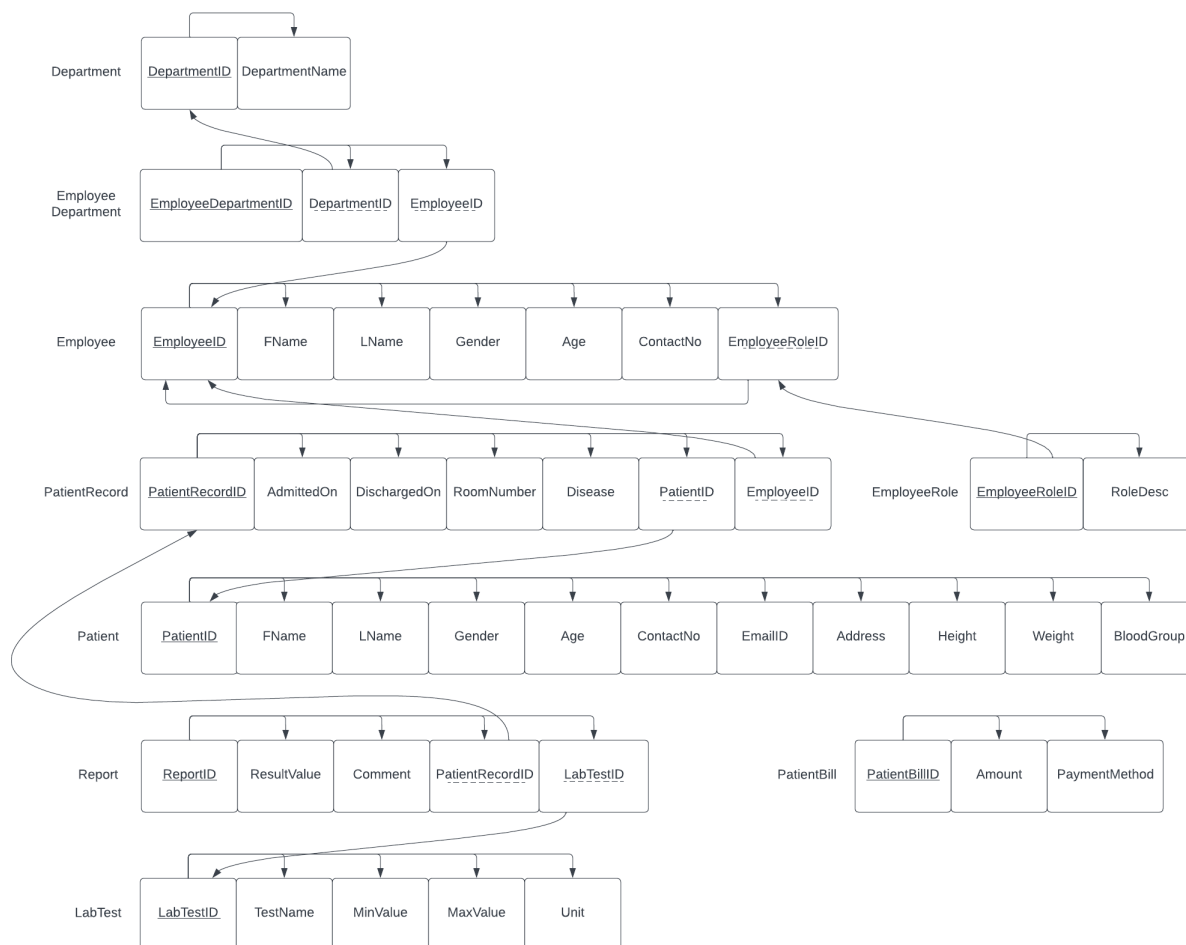 Department
DepartmentID DepartmentName
Employee
Department
EmployeeDepartmentID DepartmentID EmployeeID
Employee
EmployeeID FName LName Gender Age ContactNo EmployeeRoleID
PatientRecord
PatientRecordID AdmittedOn DischargedOn RoomNumber Disease PatientID EmployeeID
EmployeeRole
EmployeeRoleID RoleDesc
Patient
PatientID FName LName Gender Age ContactNo EmailID Address Height Weight BloodGroup
Report
ReportID ResultValue Comment PatientRecordID LabTestID
PatientBill
PatientBillID Amount PaymentMethod
LabTest
LabTestID TestName MinValue MaxValue Unit